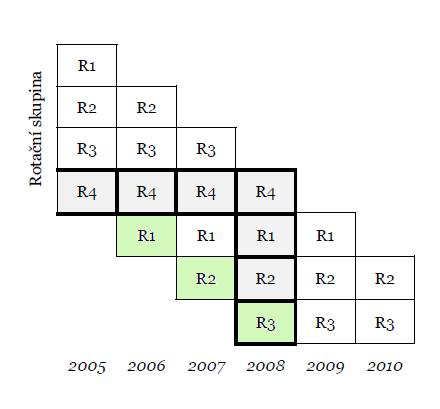 Rotační skupina
R1
R2 R2
R3 R3 R3
R4 R4 R4 R4
R1 R1 R1 R1
R2 R2 R2 R2
R3 R3 R3
2005 2006 2007 2008 2009 2010